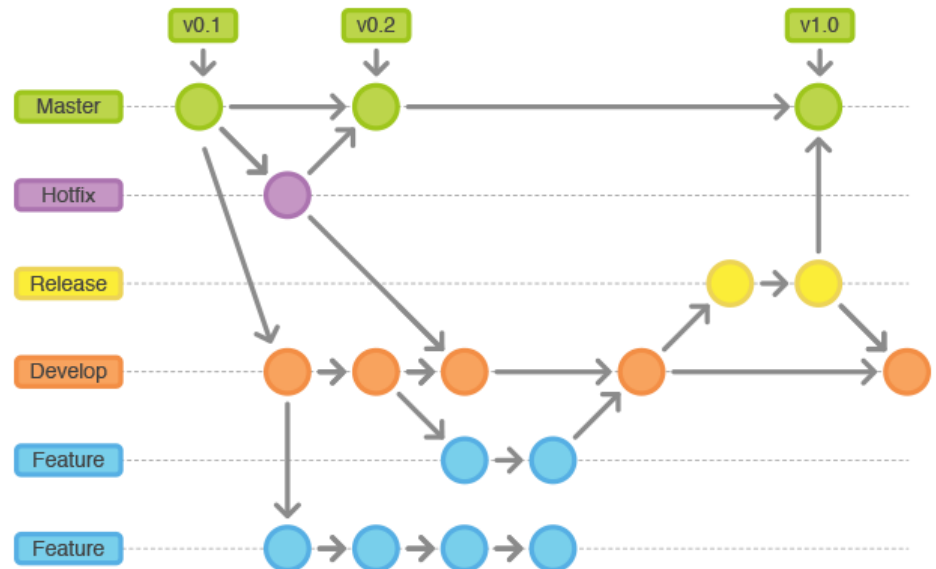 v0.1
v0.2
v1.0
Master
Hotfix
Release
Develop
Feature
Feature